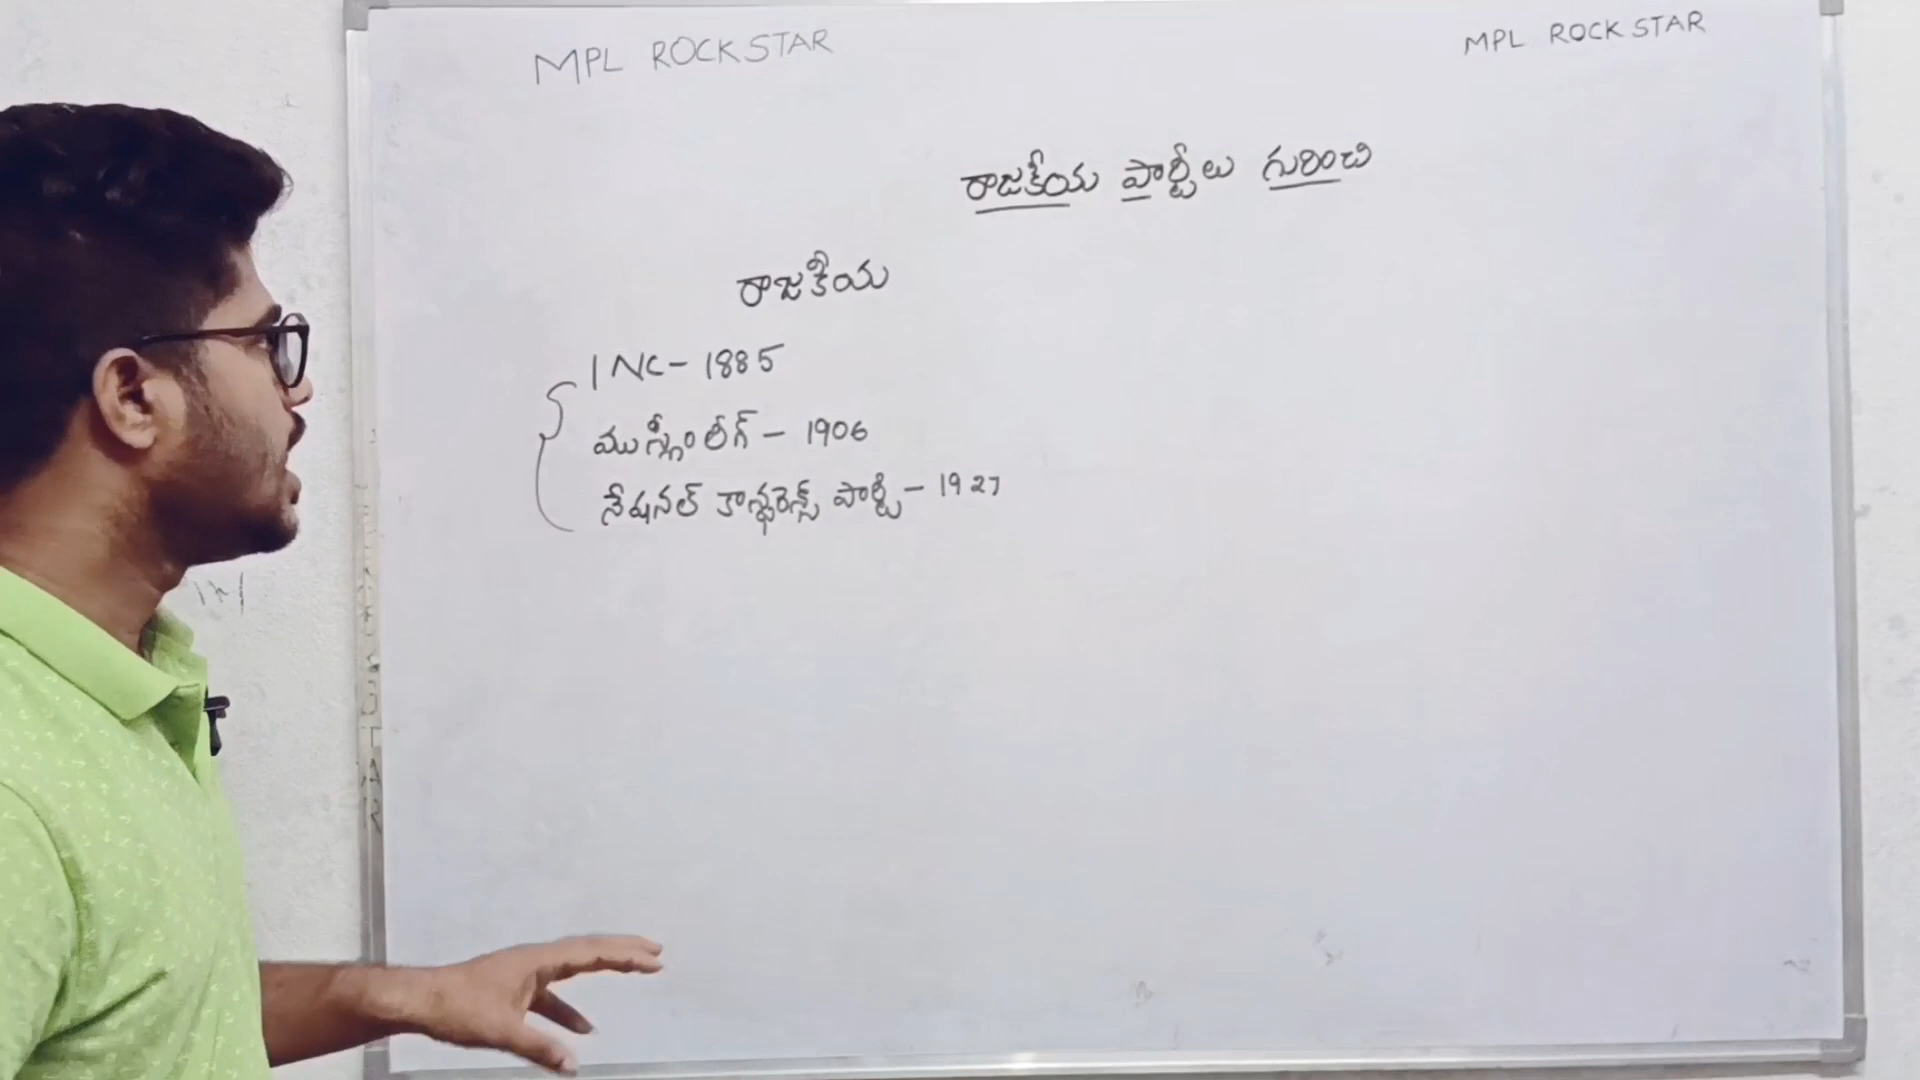 MPL ROCKSTAR
MPL ROCKSTAR
రాజకీయ పార్టీలు గురించి
రాజకీయ
INC - 1885
ముస్లీం లీగ్ - 1906
నేషనల్ కాన్ఫరెన్స్ పార్టీ - 1927